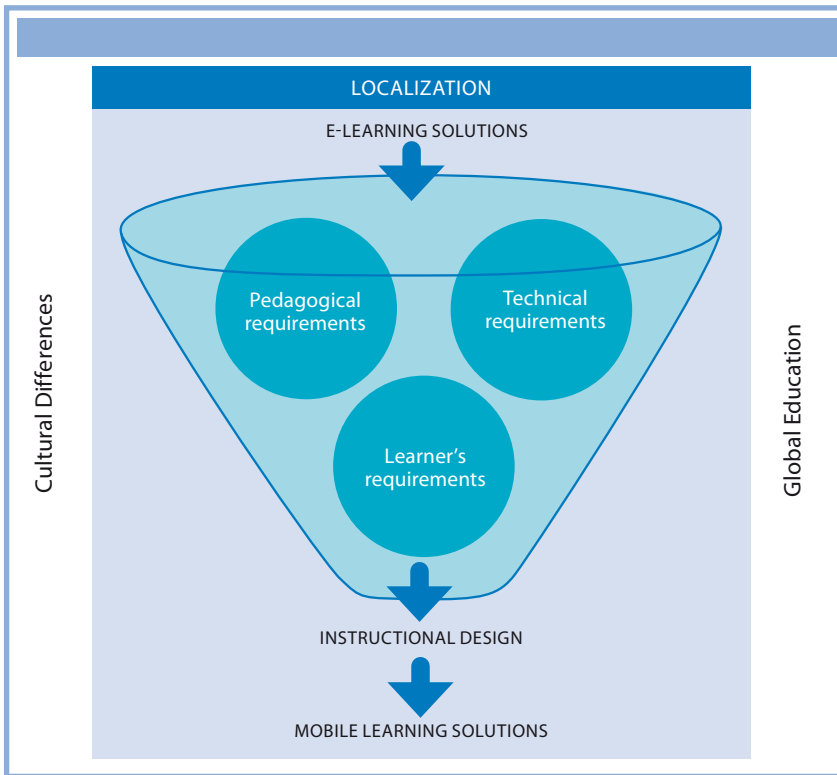 LOCALIZATION
E-LEARNING SOLUTIONS
Cultural Differences
Pedagogical
requirements
Technical
requirements
Learner's
requirements
Global Education
INSTRUCTIONAL DESIGN
MOBILE LEARNING SOLUTIONS